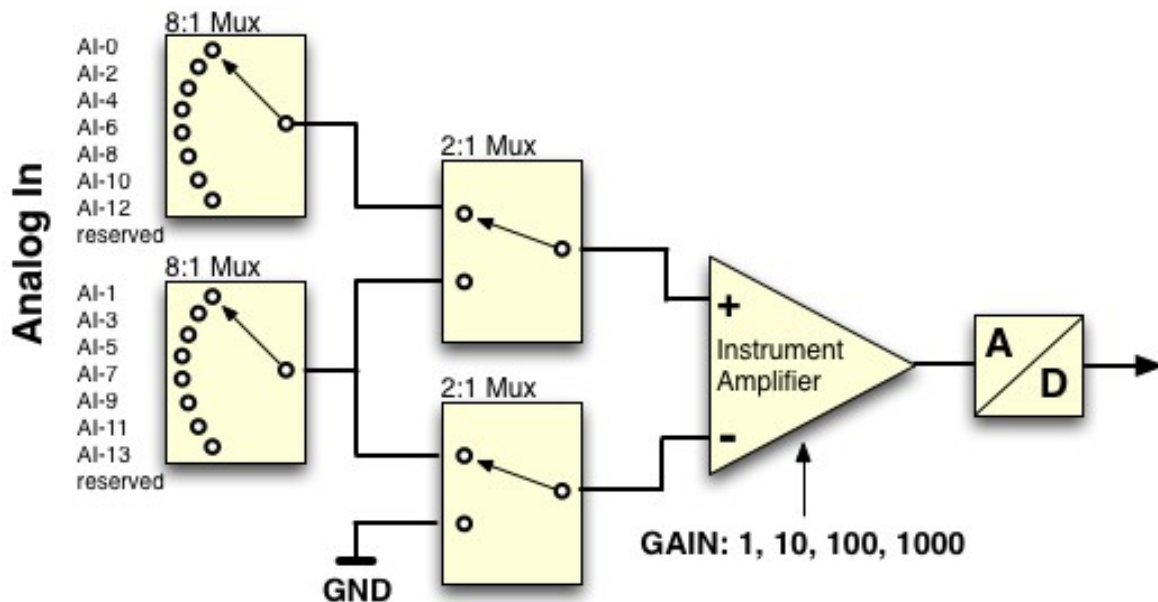 Analog In
8:1 Mux
AI-0
AI-2
AI-4
AI-6
AI-8
AI-10
AI-12
reserved
8:1 Mux
AI-1
AI-3
AI-5
AI-7
AI-9
AI-11
AI-13
reserved
2:1 Mux
2:1 Mux
GND
+
Instrument
Amplifier
-
GAIN: 1, 10, 100, 1000
A
D